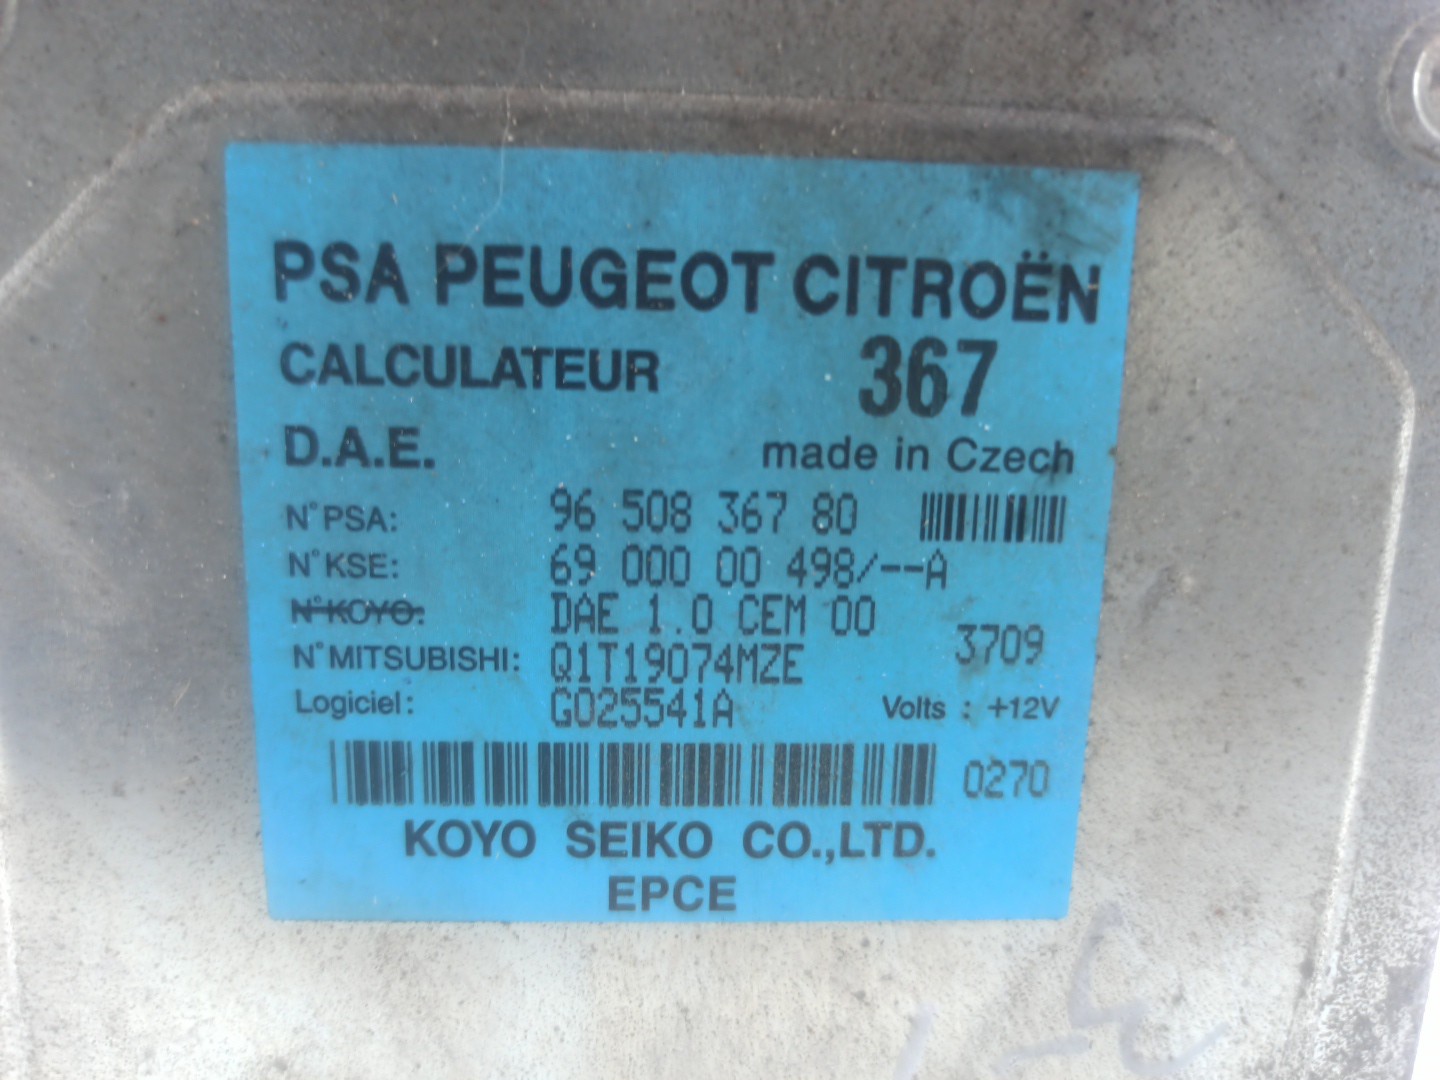 PSA PEUGEOT CITROËN
CALCULATEUR 367
D.A.E. made in Czech
N° PSA: 96 508 367 80
N° KSE: 69 000 00 498/--A
N° KOYO: DAE 1.0 CEM 00
N° MITSUBISHI: Q1T19074MZE 3709
Logiciel: G025541A Volts : +12V
0270
KOYO SEIKO CO.,LTD.
EPCE